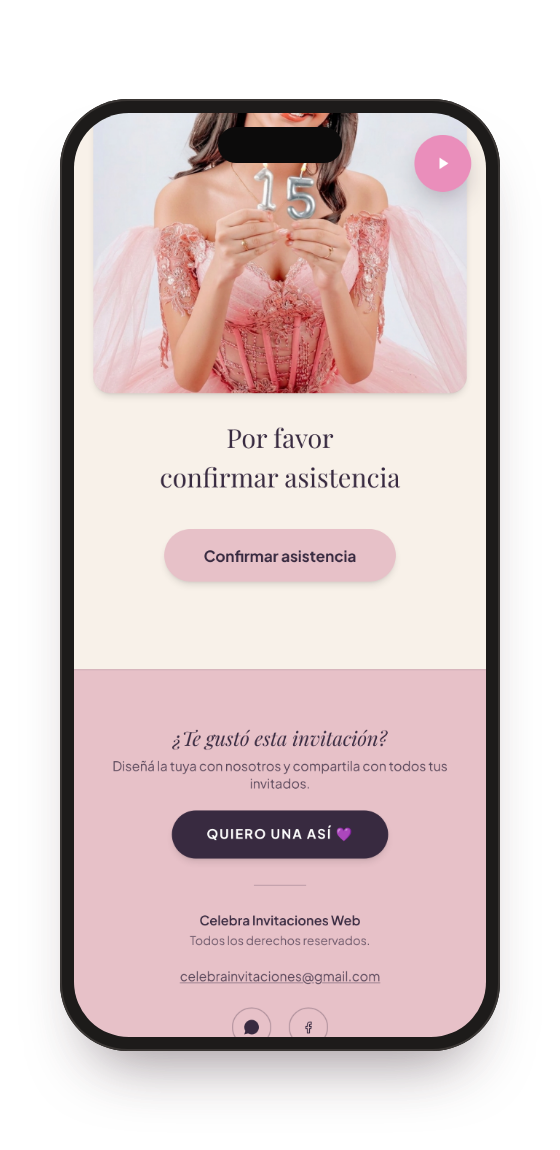 15
Por favor
confirmar asistencia
Confirmar asistencia
¿Te gustó esta invitación?
Diseñá la tuya con nosotros y compartila con todos tus
invitados.
QUIERO UNA ASÍ 💜
Celebra Invitaciones Web
Todos los derechos reservados.
celebrainvitaciones@gmail.com